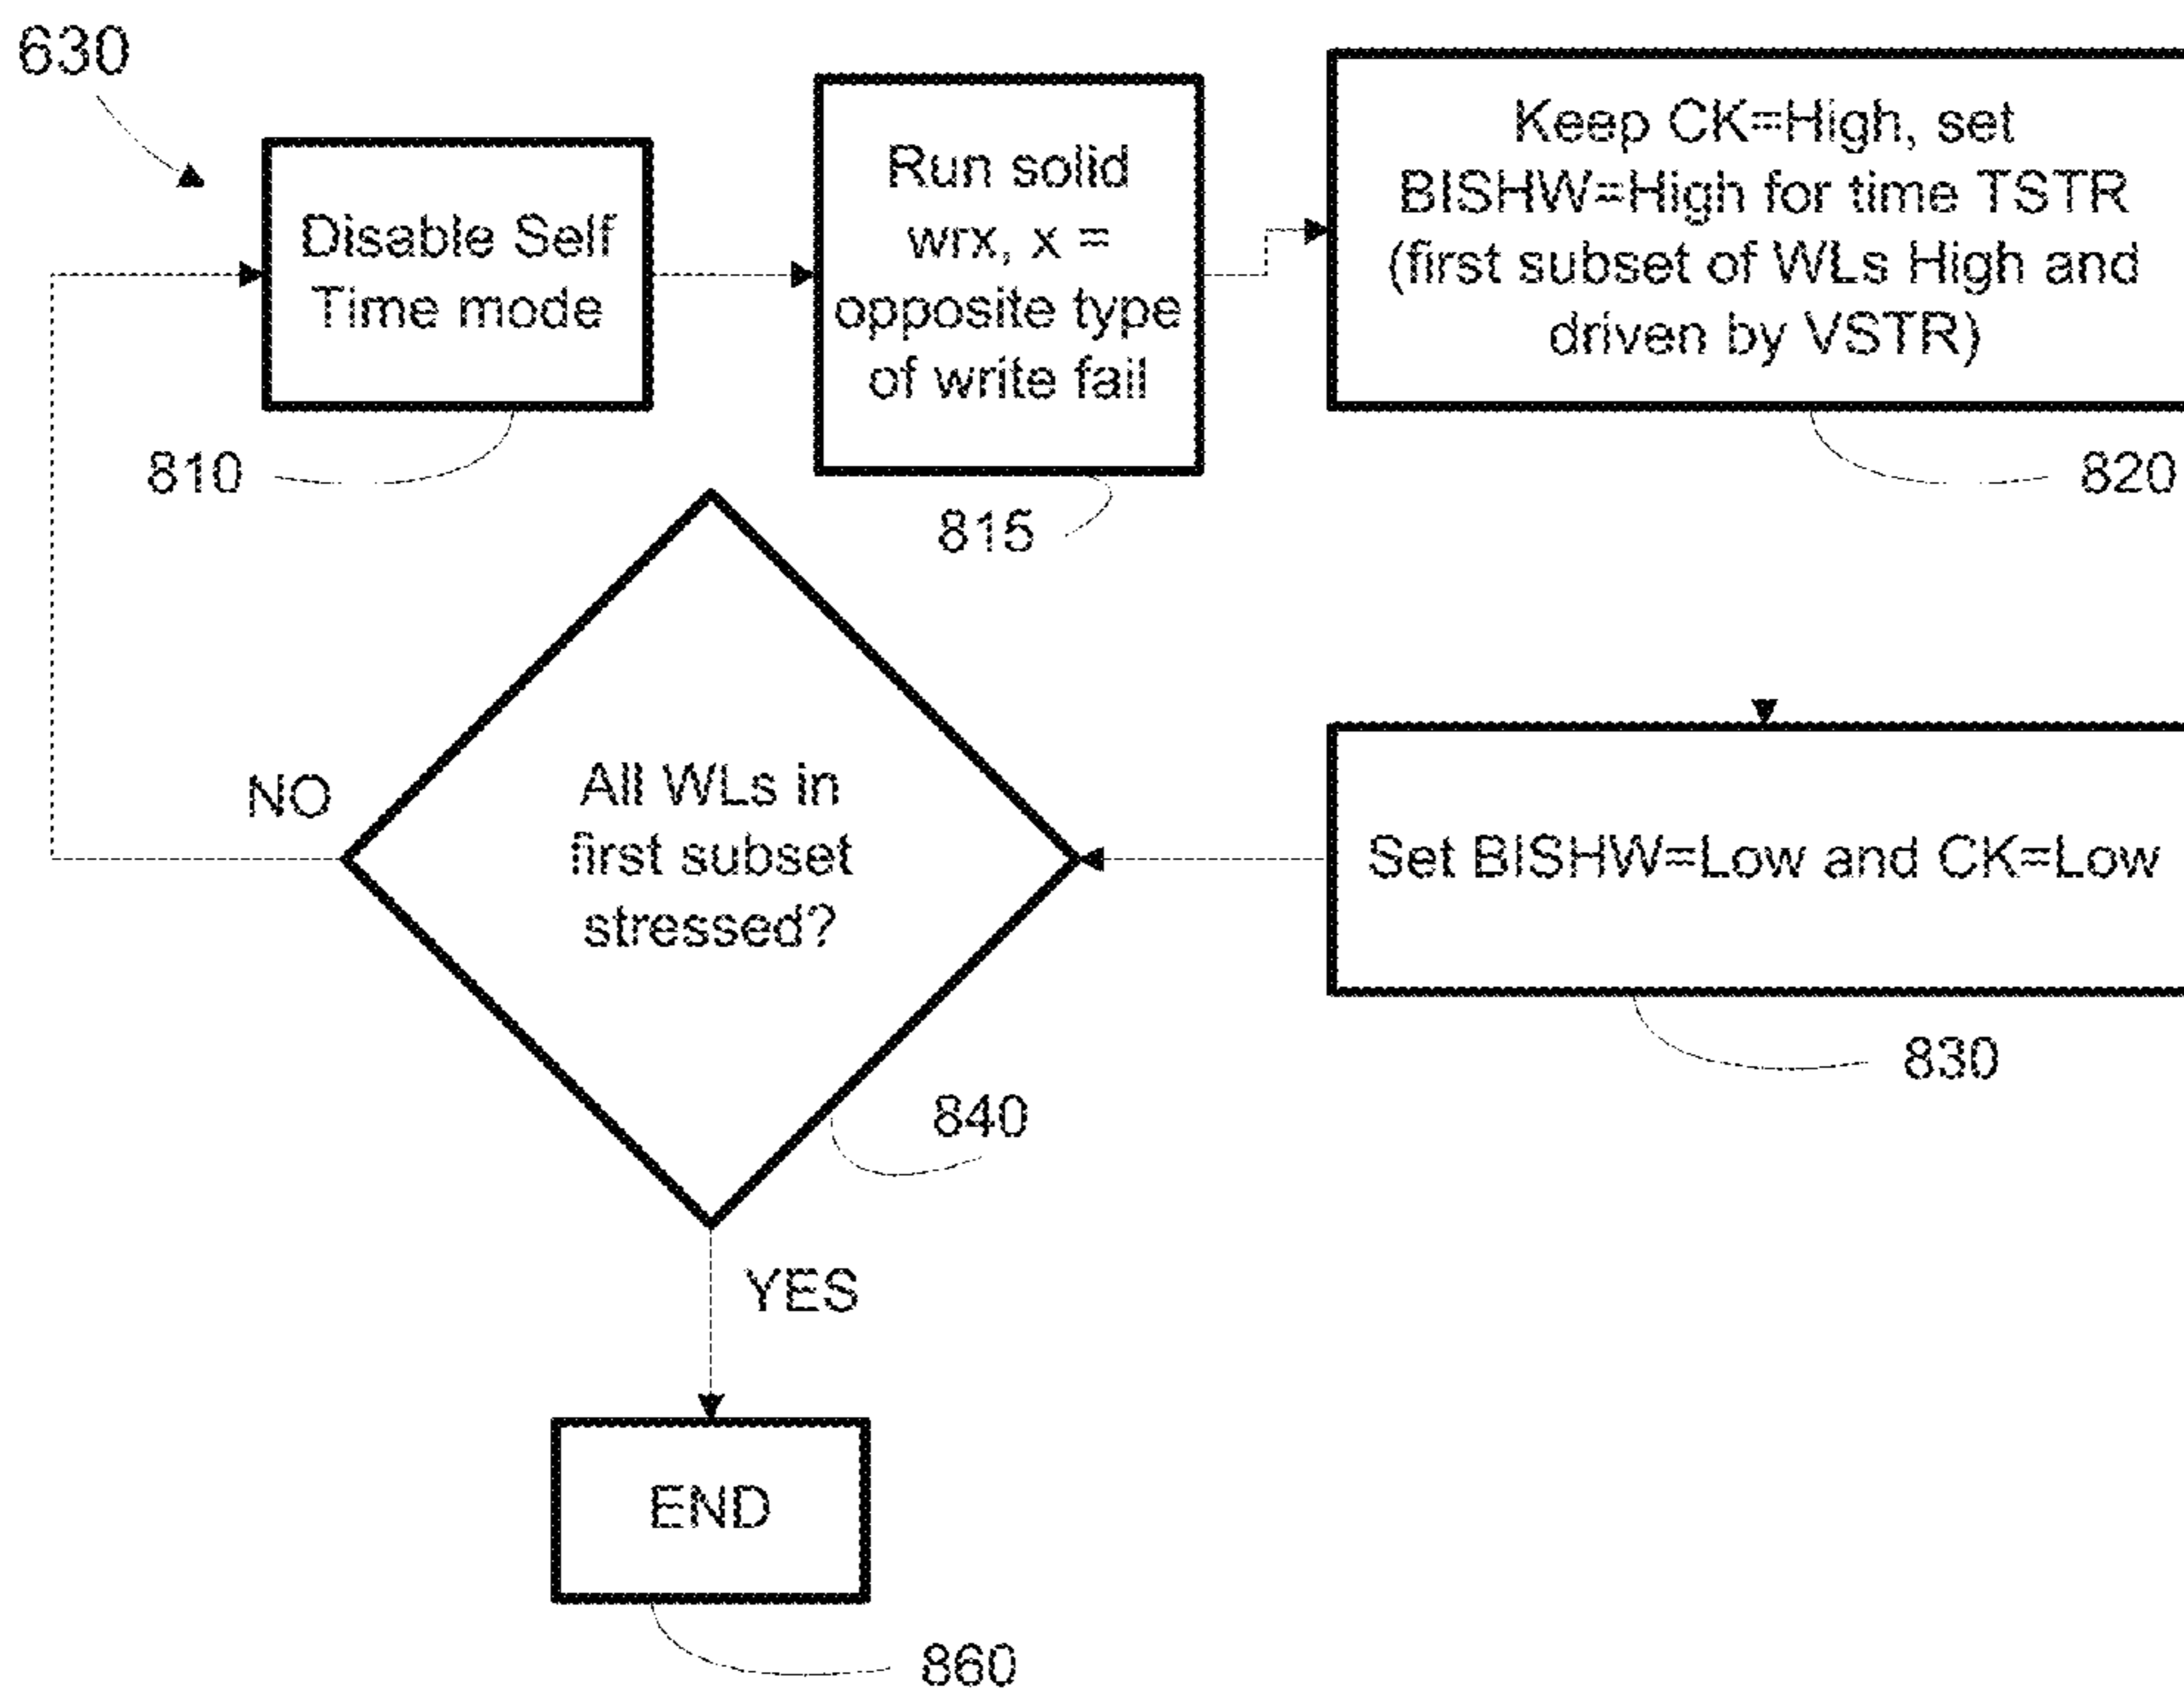 630
Disable Self
Time mode
810
Run solid
wrx, x =
opposite type
of write fail
815
Keep CK=High, set
BISHW=High for time TSTR
(first subset of WLs High and
driven by VSTR)
820
Set BISHW=Low and CK=Low
830
All WLs in
first subset
stressed?
840
NO
YES
END
860